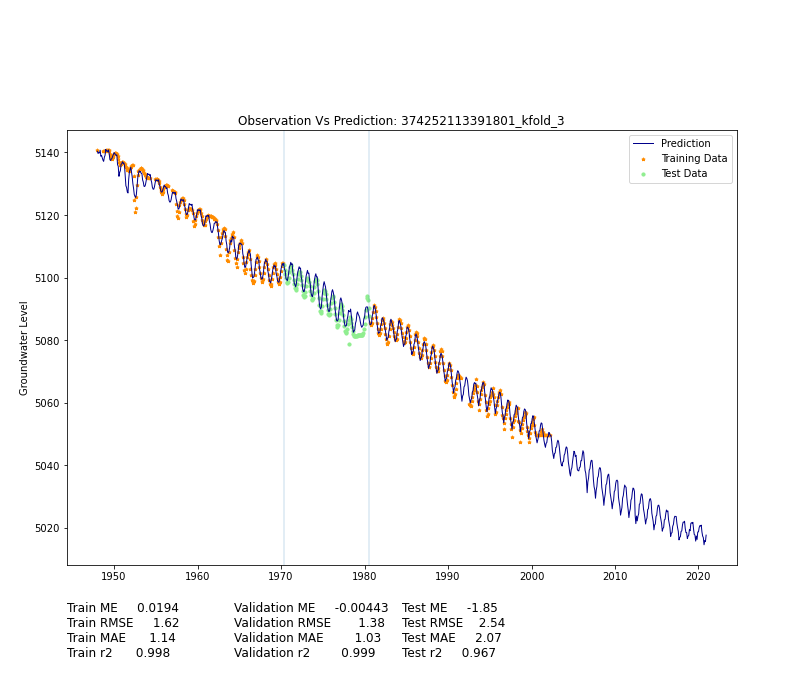 Observation Vs Prediction: 374252113391801_kfold_3
Prediction
Training Data
Test Data
Groundwater Level
5140
5120
5100
5080
5060
5040
5020
1950 1960 1970 1980 1990 2000 2010 2020
Train ME 0.0194 Validation ME -0.00443 Test ME -1.85
Train RMSE 1.62 Validation RMSE 1.38 Test RMSE 2.54
Train MAE 1.14 Validation MAE 1.03 Test MAE 2.07
Train r2 0.998 Validation r2 0.999 Test r2 0.967